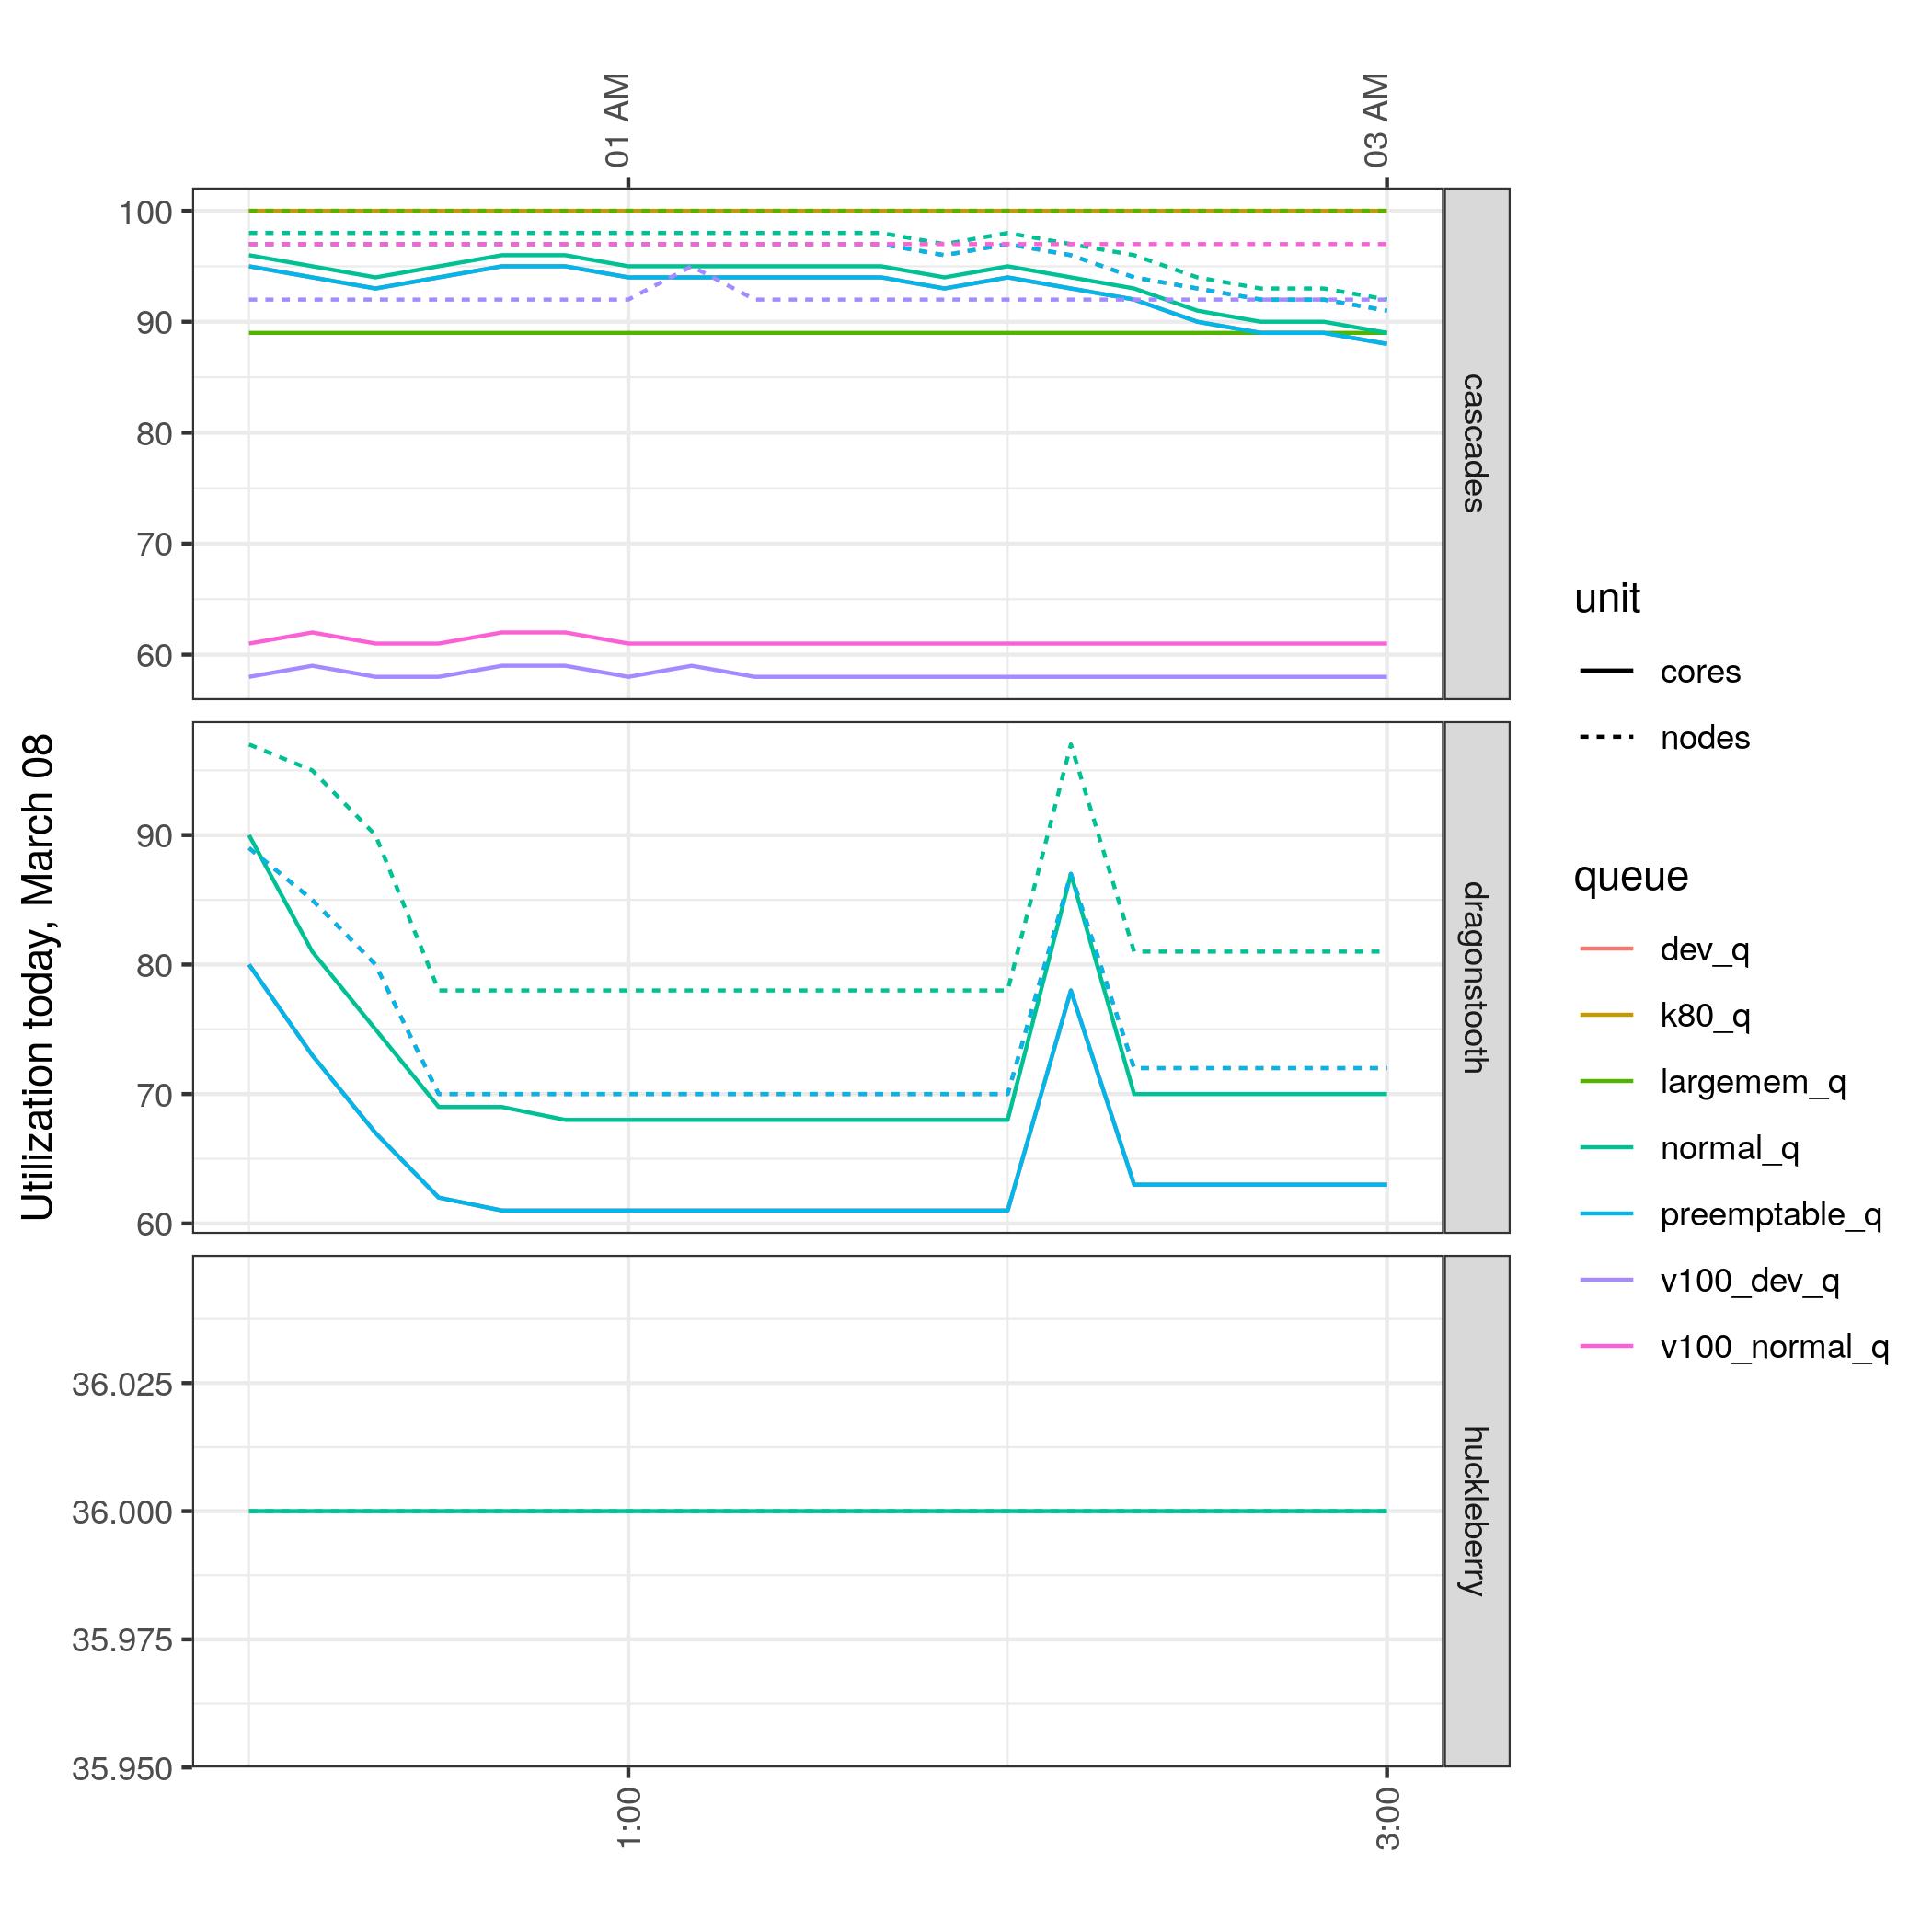 01 AM
03 AM
100
90
80
70
60
cascades
90
80
70
60
dragonstooth
36.025
36.000
35.975
35.950
huckleberry
1:00
3:00
Utilization today, March 08
unit
cores
nodes
queue
dev_q
k80_q
largemem_q
normal_q
preemptable_q
v100_dev_q
v100_normal_q